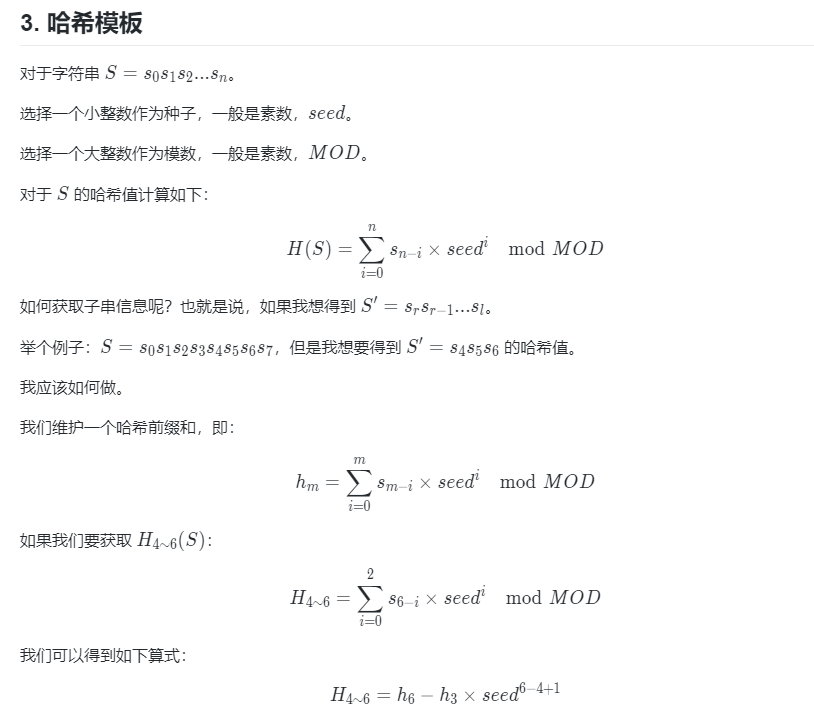 3. 哈希模板
对于字符串 $S = s_0s_1s_2...s_n$。
选择一个小整数作为种子，一般是素数，$seed$。
选择一个大整数作为模数，一般是素数，$MOD$。
对于 $S$ 的哈希值计算如下：
$H(S) = \sum_{i=0}^{n} s_{n-i} \times seed^i \mod MOD$
如何获取子串信息呢？也就是说，如果我想得到 $S' = s_rs_{r-1}...s_l$。
举个例子：$S = s_0s_1s_2s_3s_4s_5s_6s_7$，但是我想要得到 $S' = s_4s_5s_6$ 的哈希值。
我应该如何做。
我们维护一个哈希前缀和，即：
$h_m = \sum_{i=0}^{m} s_{m-i} \times seed^i \mod MOD$
如果我们要获取 $H_{4\sim6}(S)$：
$H_{4\sim6} = \sum_{i=0}^{2} s_{6-i} \times seed^i \mod MOD$
我们可以得到如下算式：
$H_{4\sim6} = h_6 - h_3 \times seed^{6-4+1}$